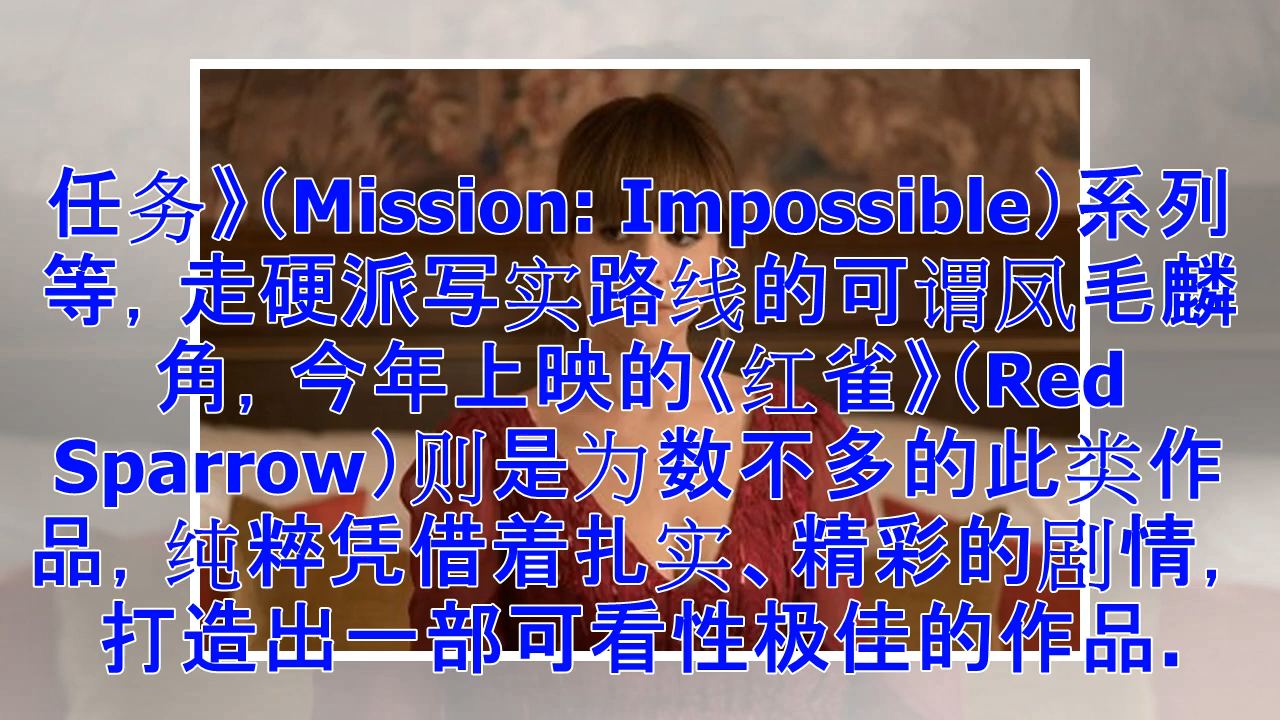 任务》（Mission: Impossible）系列
等，走硬派写实路线的可谓凤毛麟
角，今年上映的《红雀》（Red
Sparrow）则是为数不多的此类作
品，纯粹凭借着扎实、精彩的剧情，
打造出一部可看性极佳的作品.